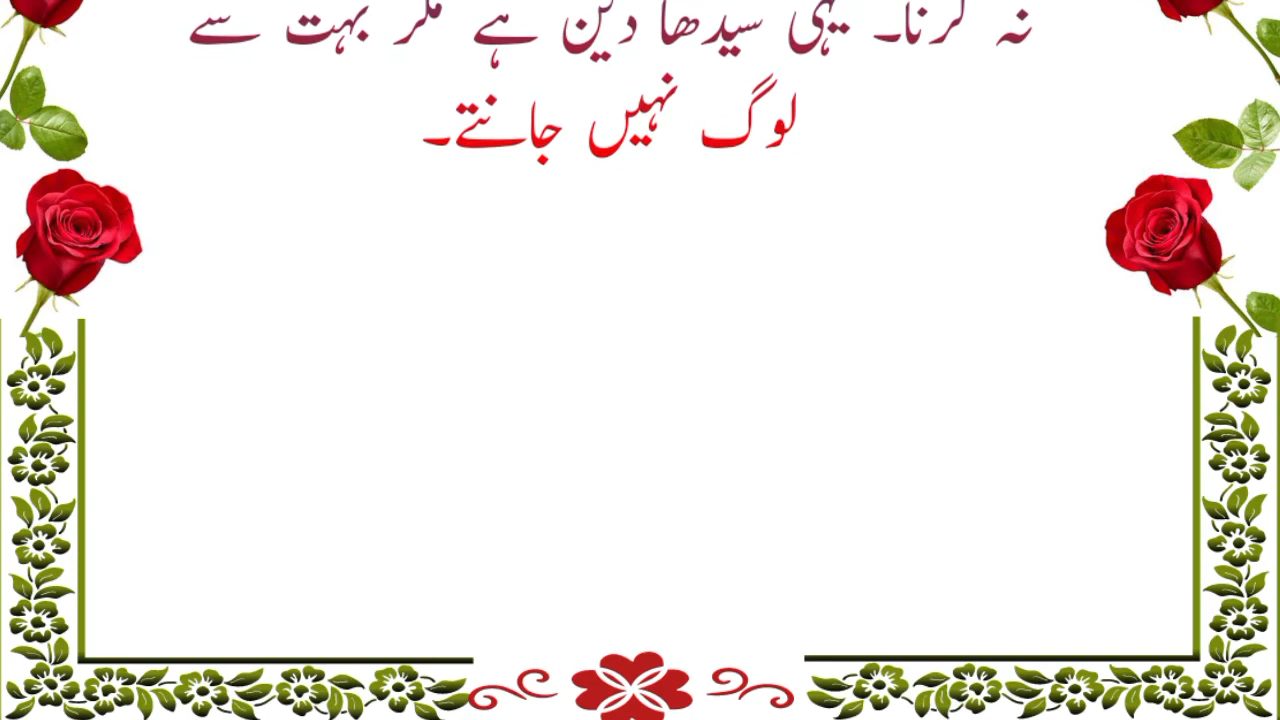 نہ کرنا۔ یہی سیدھا دین ہے مگر بہت سے
لوگ نہیں جانتے۔